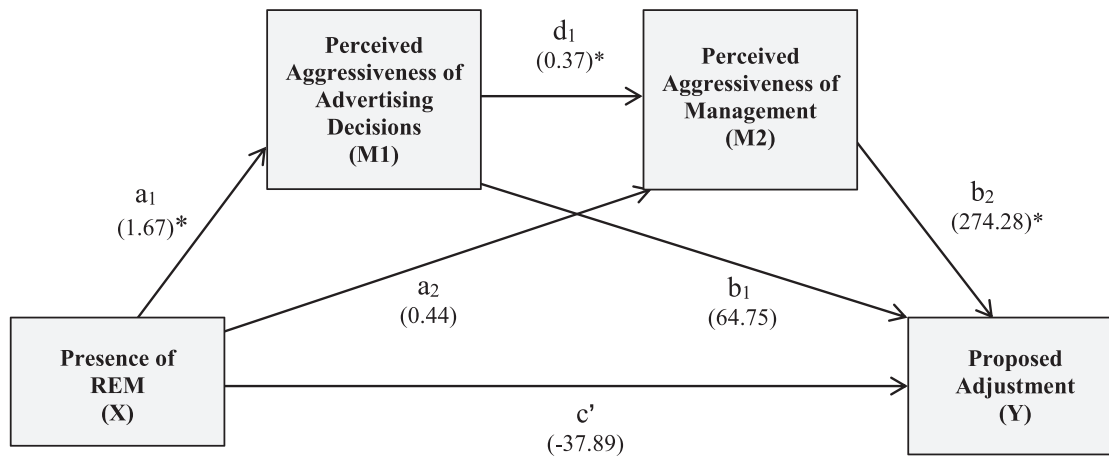 Perceived
Aggressiveness of
Advertising
Decisions
(M1)
d1
(0.37)*
Perceived
Aggressiveness of
Management
(M2)
a1
(1.67)*
b2
(274.28)*
a2
(0.44)
b1
(64.75)
Presence of
REM
(X)
c’
(-37.89)
Proposed
Adjustment
(Y)